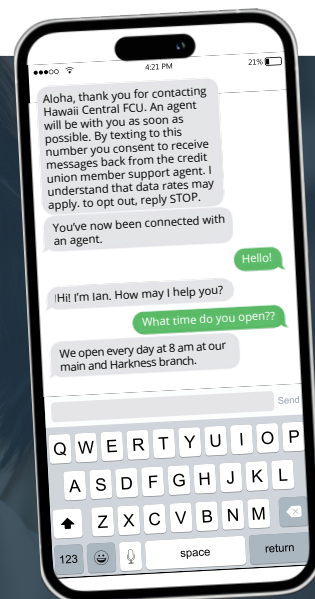 4:21 PM
21%
Aloha, thank you for contacting
Hawaii Central FCU. An agent
will be with you as soon as
possible. By texting to this
number you consent to receive
messages back from the credit
union member support agent. I
understand that data rates may
apply. to opt out, reply STOP.
You've now been connected with
an agent.
Hello!
Hi! I'm Ian. How may I help you?
What time do you open??
We open every day at 8 am at our
main and Harkness branch.
Send
Q W E R T Y U I O P
A S D F G H J K L
Z X C V B N M
123 space return